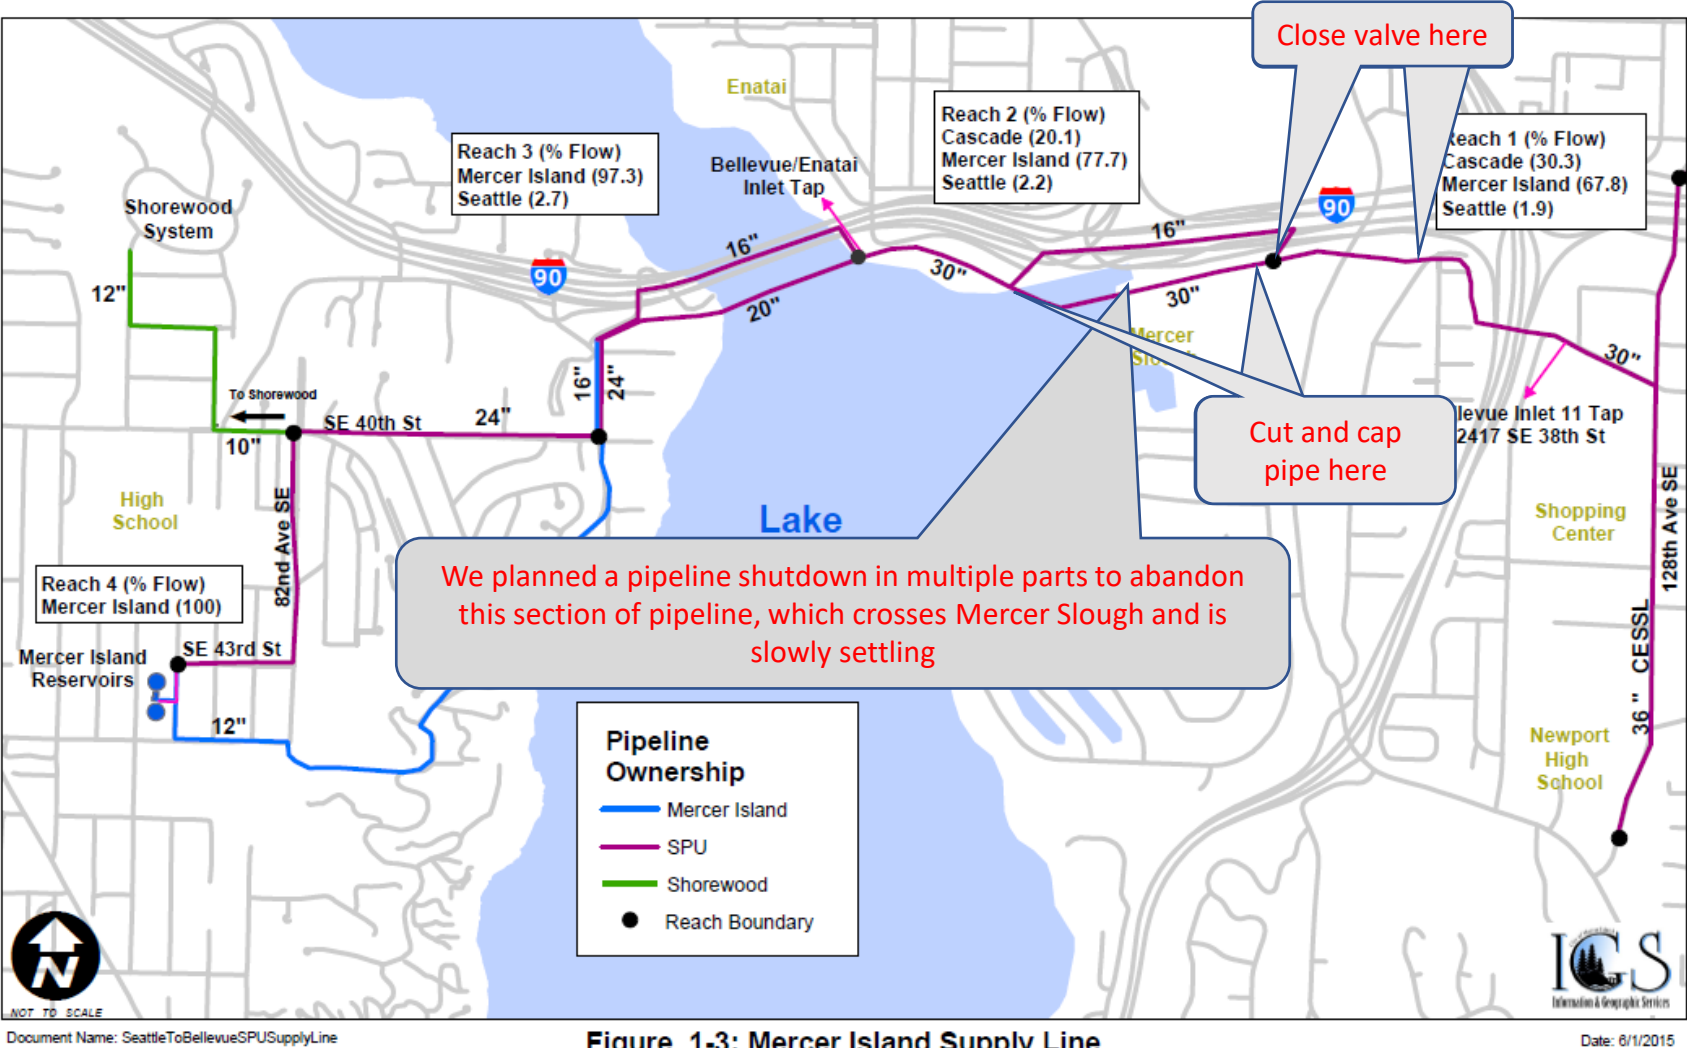 Close valve here
Enatai
Reach 2 (% Flow)
Cascade (20.1)
Mercer Island (77.7)
Seattle (2.2)
Reach 1 (% Flow)
Cascade (30.3)
Mercer Island (67.8)
Seattle (1.9)
Reach 3 (% Flow)
Mercer Island (97.3)
Seattle (2.7)
Bellevue/Enatai
Inlet Tap
Shorewood
System
90
16"
16"
90
12"
30"
20"
30"
Mercer
30"
16"
24"
To Shorewood
SE 40th St
24"
10"
Cut and cap
pipe here
Inlet 11 Tap
2417 SE 38th St
High
School
82nd Ave SE
Lake
Shopping
Center
128th Ave SE
We planned a pipeline shutdown in multiple parts to abandon
this section of pipeline, which crosses Mercer Slough and is
slowly settling
Reach 4 (% Flow)
Mercer Island (100)
Mercer Island
Reservoirs
SE 43rd St
12"
36 " CESSL
Newport
High
School
Pipeline
Ownership
Mercer Island
SPU
Shorewood
Reach Boundary
N
NOT TO SCALE
IGS
Information & Geographic Services
Document Name: SeattleToBellevueSPUSupplyLine
Figure 1-3: Mercer Island Supply Line
Date: 6/1/2015